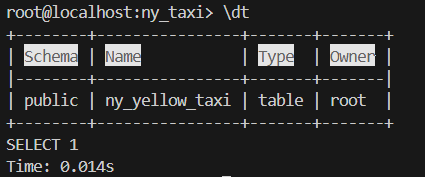 root@localhost:ny_taxi> \dt
+--------+----------------+-------+-------+
| Schema | Name           | Type  | Owner |
|--------+----------------+-------+-------|
| public | ny_yellow_taxi | table | root  |
+--------+----------------+-------+-------+
SELECT 1
Time: 0.014s